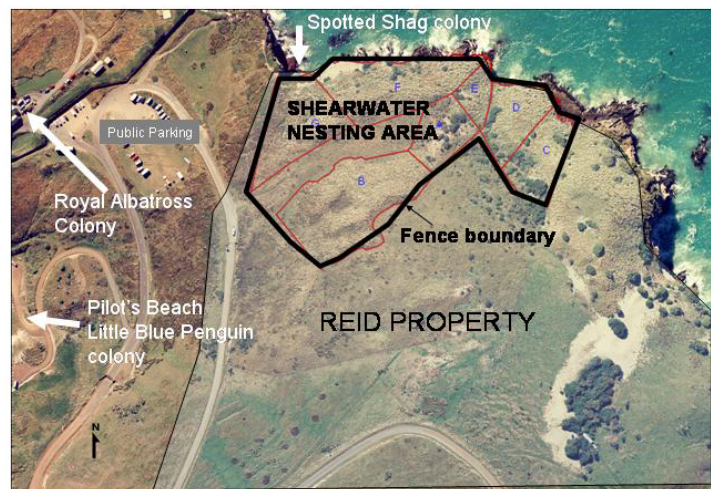 Spotted Shag colony
F
E
SHEARWATER
NESTING AREA
D
G
A
Public Parking
C
B
Royal Albatross
Colony
Fence boundary
Pilot's Beach
Little Blue Penguin
colony
REID PROPERTY
N